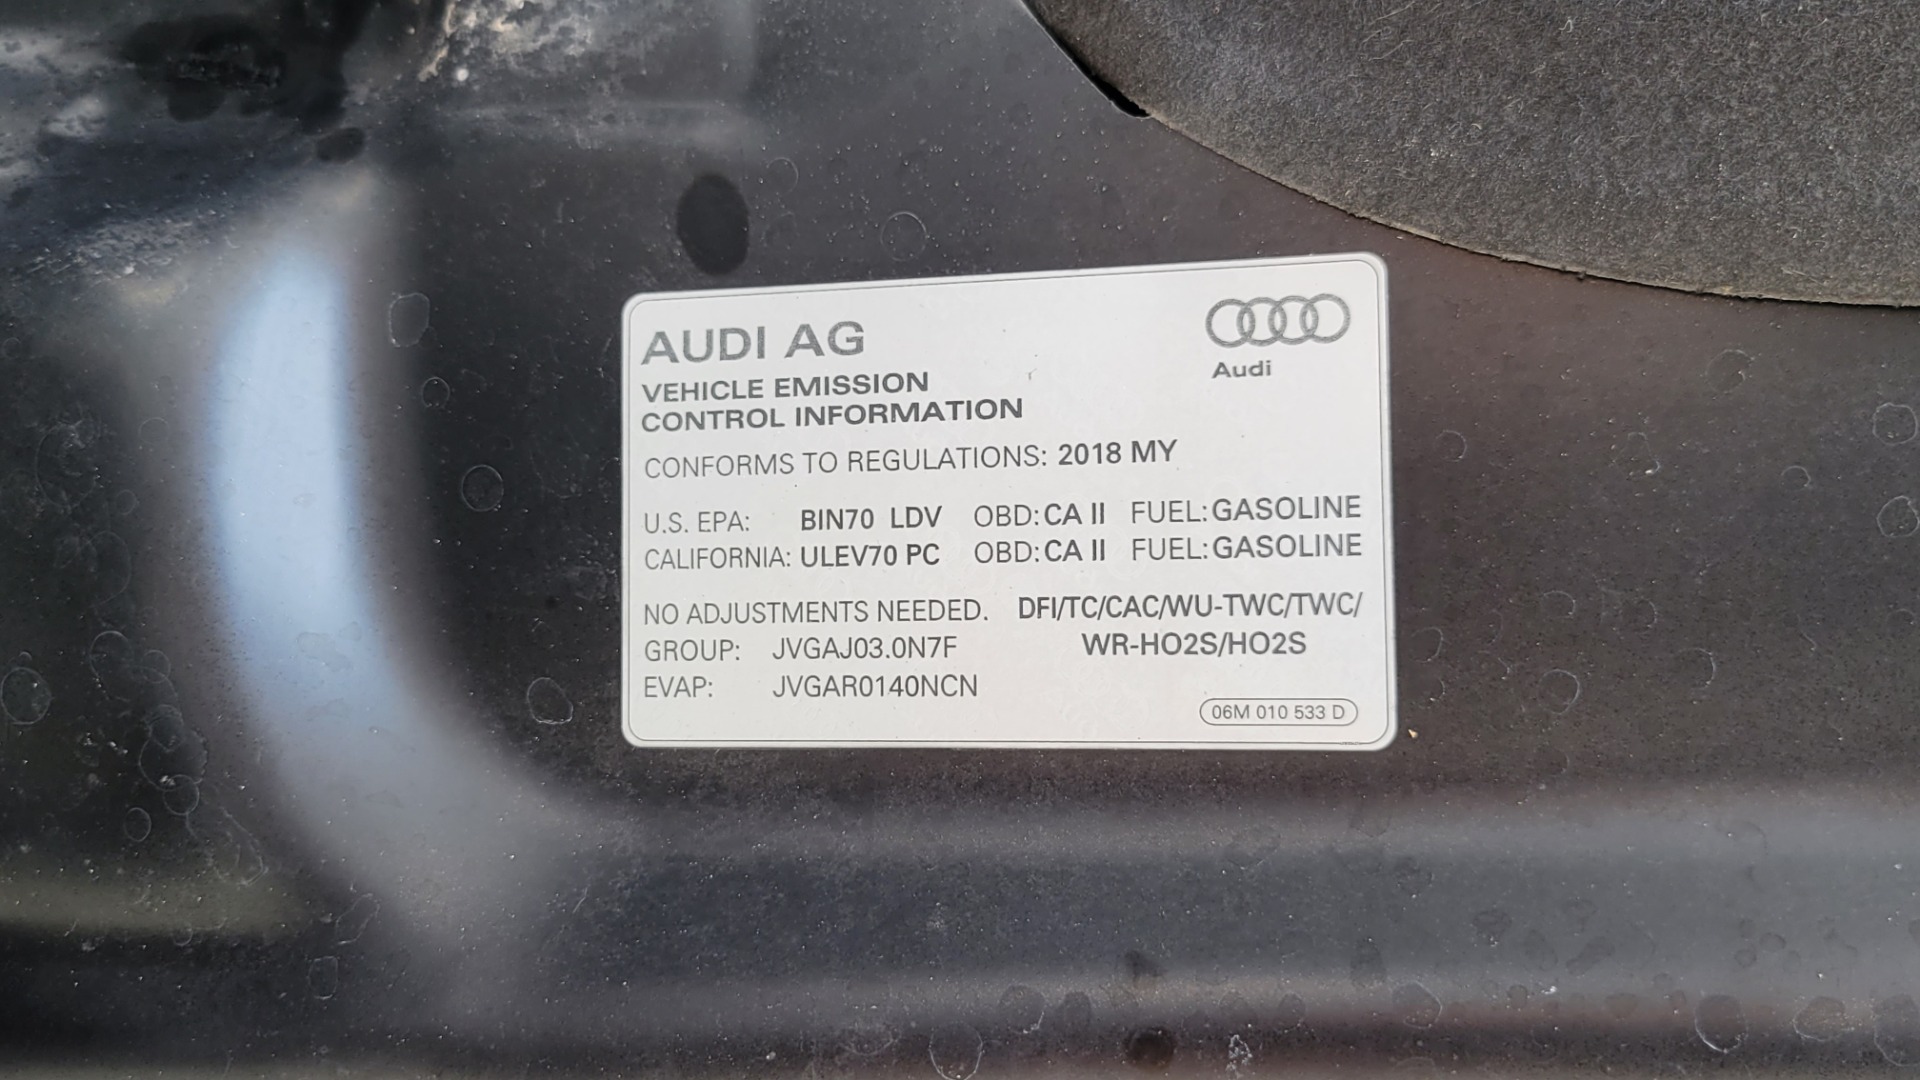 AUDI AG
Audi
VEHICLE EMISSION
CONTROL INFORMATION
CONFORMS TO REGULATIONS: 2018 MY
U.S. EPA: BIN70 LDV OBD: CA II FUEL: GASOLINE
CALIFORNIA: ULEV70 PC OBD: CA II FUEL: GASOLINE
NO ADJUSTMENTS NEEDED. DFI/TC/CAC/WU-TWC/TWC/
GROUP: JVGAJ03.0N7F WR-HO2S/HO2S
EVAP: JVGAR0140NCN
06M 010 533 D